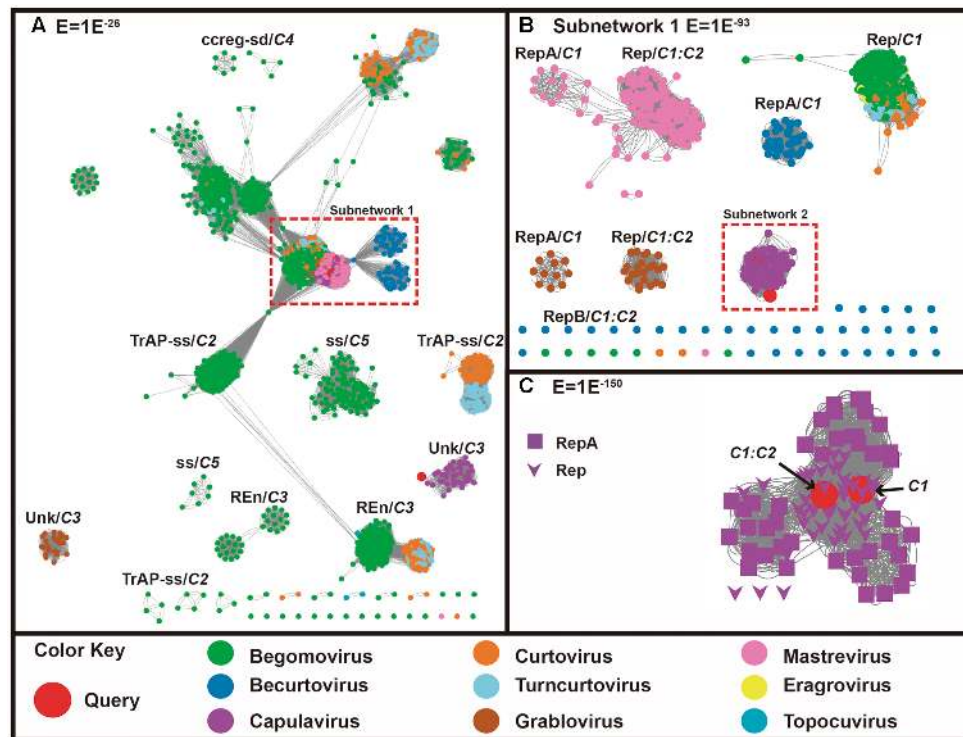 A E=1E-26
ccreg-sd/C4
Subnetwork 1
TrAP-ss/C2
ss/C5
TrAP-ss/C2
Unk/C3
ss/C5
REn/C3
Unk/C3
REn/C3
TrAP-ss/C2
B Subnetwork 1 E=1E-93
RepA/C1
Rep/C1:C2
Rep/C1
RepA/C1
Subnetwork 2
RepA/C1
Rep/C1:C2
RepB/C1:C2
C E=1E-150
RepA
Rep
C1:C2
C1
Color Key
Query
Begomovirus
Becurtovirus
Capulavirus
Curtovirus
Turncurtovirus
Grablovirus
Mastrevirus
Eragrovirus
Topocuvirus